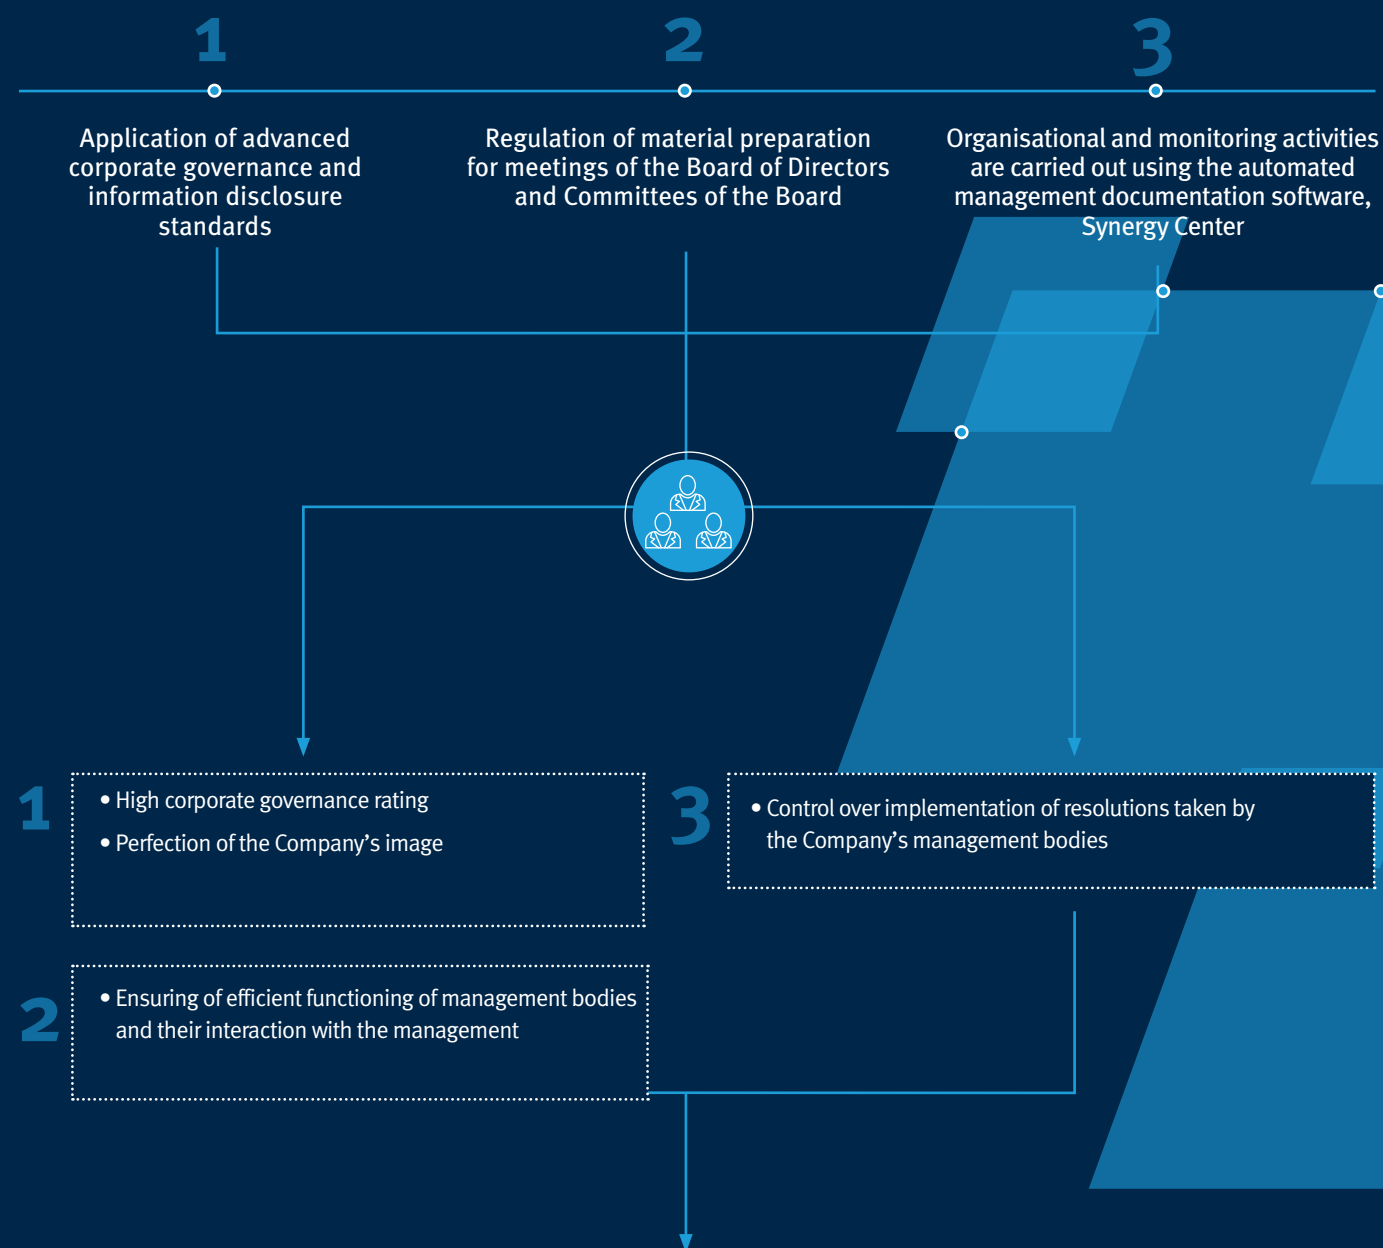 1
Application of advanced
corporate governance and
information disclosure
standards
2
Regulation of material preparation
for meetings of the Board of Directors
and Committees of the Board
3
Organisational and monitoring activities
are carried out using the automated
management documentation software,
Synergy Center
1
• High corporate governance rating
• Perfection of the Company’s image
2
• Ensuring of efficient functioning of management bodies
and their interaction with the management
3
• Control over implementation of resolutions taken by
the Company’s management bodies